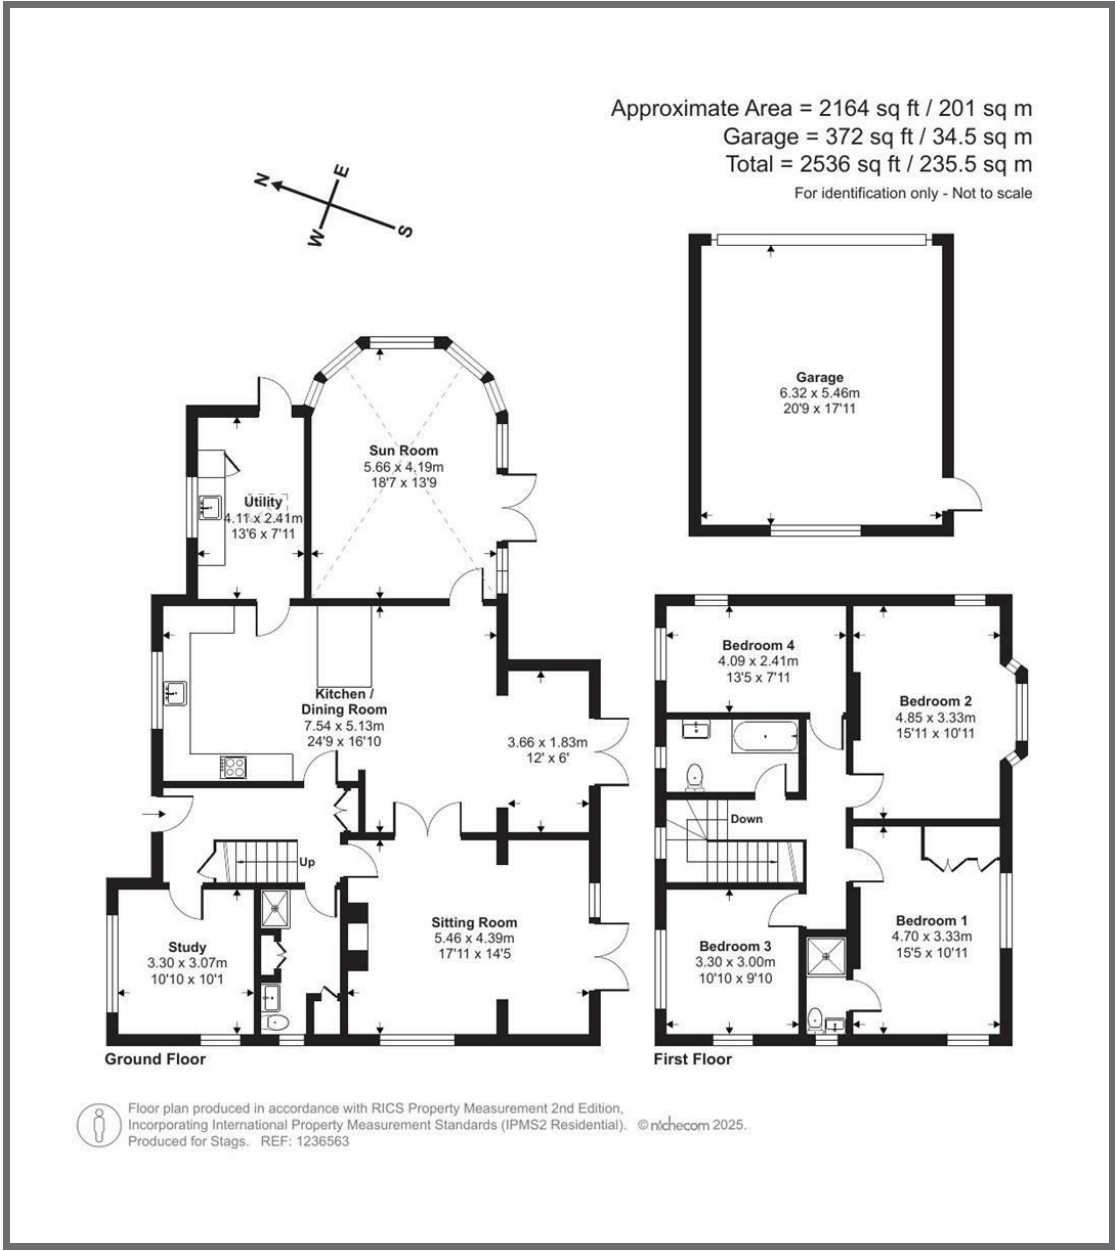 Approximate Area = 2164 sq ft / 201 sq m
Garage = 372 sq ft / 34.5 sq m
Total = 2536 sq ft / 235.5 sq m
For identification only - Not to scale
N
E
W
S
Garage
6.32 x 5.46m
20'9 x 17'11
Sun Room
5.66 x 4.19m
18'7 x 13'9
Utility
4.11 x 2.41m
13'6 x 7'11
Kitchen /
Dining Room
7.54 x 5.13m
24'9 x 16'10
3.66 x 1.83m
12' x 6'
Up
Sitting Room
5.46 x 4.39m
17'11 x 14'5
Study
3.30 x 3.07m
10'10 x 10'1
Ground Floor
Bedroom 4
4.09 x 2.41m
13'5 x 7'11
Bedroom 2
4.85 x 3.33m
15'11 x 10'11
Down
Bedroom 1
4.70 x 3.33m
15'5 x 10'11
Bedroom 3
3.30 x 3.00m
10'10 x 9'10
First Floor
Floor plan produced in accordance with RICS Property Measurement 2nd Edition,
Incorporating International Property Measurement Standards (IPMS2 Residential). © nichecom 2025.
Produced for Stags. REF: 1236563